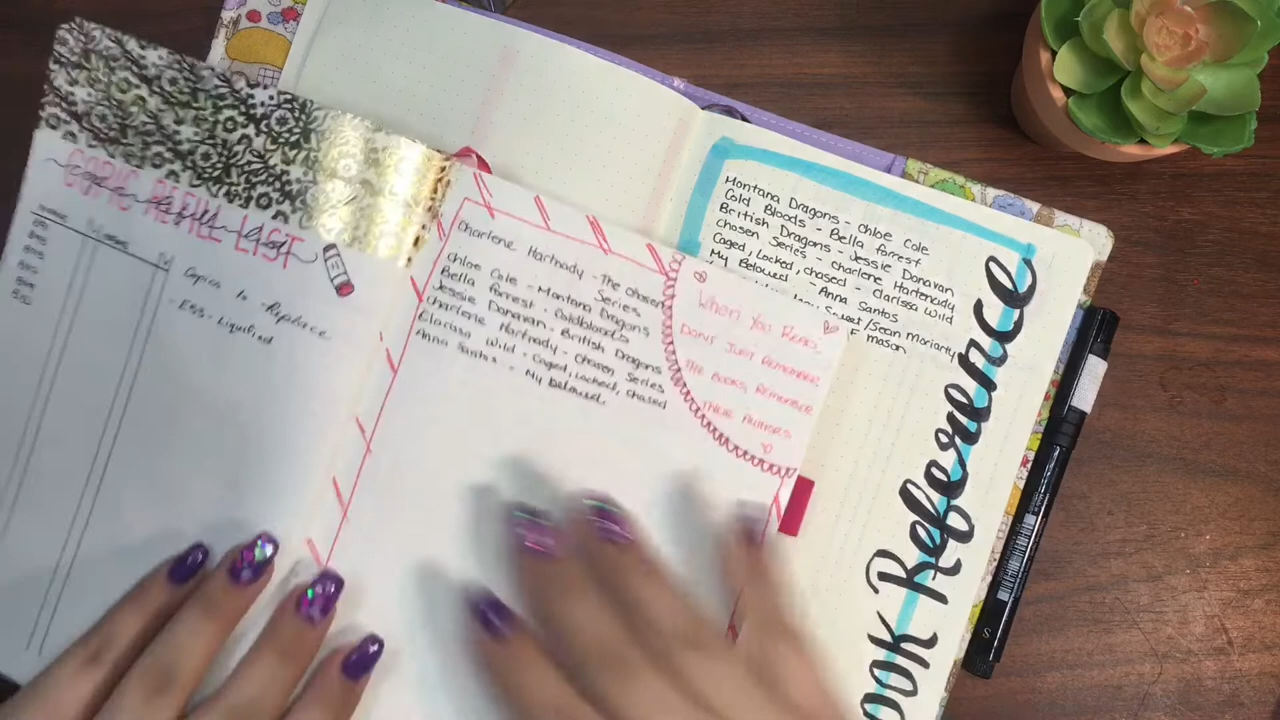 COPIC REFILL LIST
copic refill list
Copics to Replace
- E55 - Liquified
Charlene Hartnady - The chosen
Series
Chloe Cole - Montana Dragons
Bella Forrest - Coldbloods
Jessie Donavan - British Dragons
Charlene Hartnady - chosen Series
Clarissa Wild - Caged, Locked, chased
Anna Santos - My Beloved
When You Read,
DON'T JUST REMEMBER
THE BOOKS, REMEMBER
THEIR AUTHORS
Montana Dragons - Chloe Cole
Cold Bloods - Bella Forrest
British Dragons - Jessie Donavan
chosen Series - charlene Hartenady
Caged, Locked, chased - clarissa Wild
My Beloved - Anna Santos
Sweet/Sean Moriarty
F mason
ook Reference
S